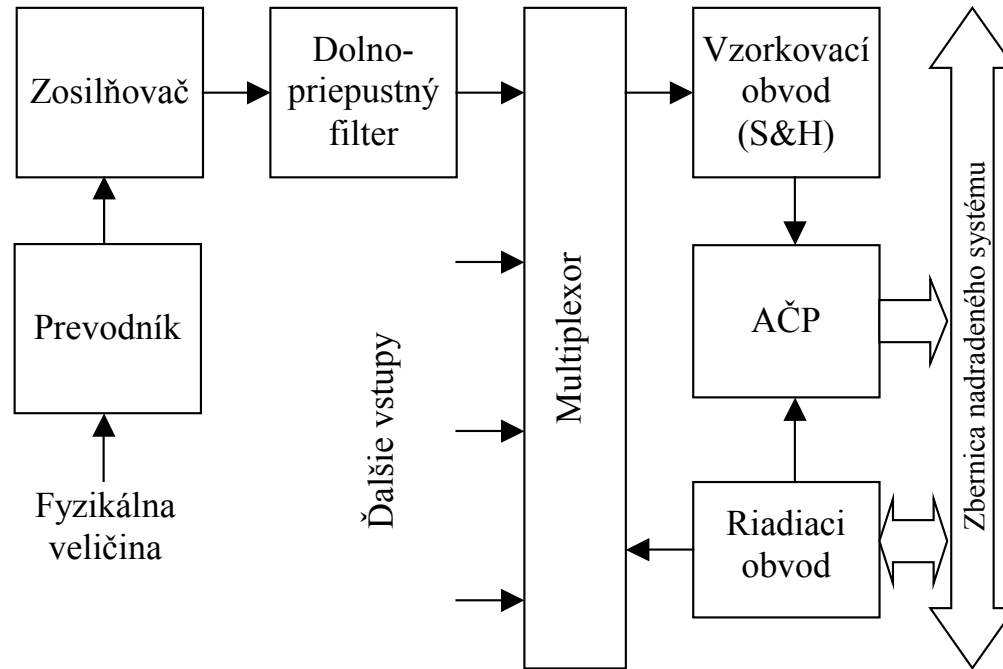 Zosilňovač
Dolno-
priepustný
filter
Vzorkovací
obvod
(S&H)
Prevodník
Fyzikálna
veličina
Ďalšie vstupy
Multiplexor
AČP
Riadiaci
obvod
Zbernica nadradeného systému